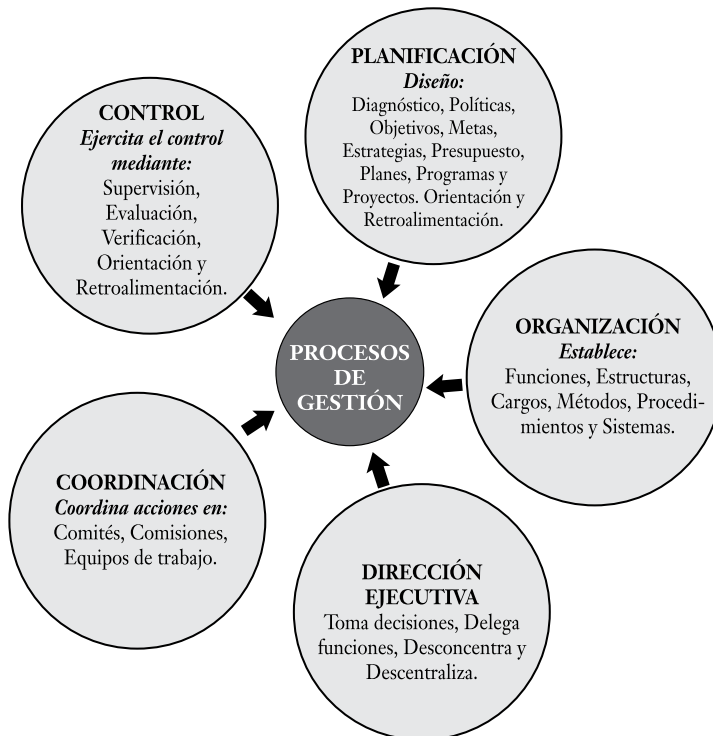 PLANIFICACIÓN
Diseño:
Diagnóstico, Políticas,
Objetivos, Metas,
Estrategias, Presupuesto,
Planes, Programas y
Proyectos. Orientación y
Retroalimentación.
CONTROL
Ejercita el control
mediante:
Supervisión,
Evaluación,
Verificación,
Orientación y
Retroalimentación.
PROCESOS
DE
GESTIÓN
ORGANIZACIÓN
Establece:
Funciones, Estructuras,
Cargos, Métodos, Procedi-
mientos y Sistemas.
COORDINACIÓN
Coordina acciones en:
Comités, Comisiones,
Equipos de trabajo.
DIRECCIÓN
EJECUTIVA
Toma decisiones, Delega
funciones, Desconcentra y
Descentraliza.